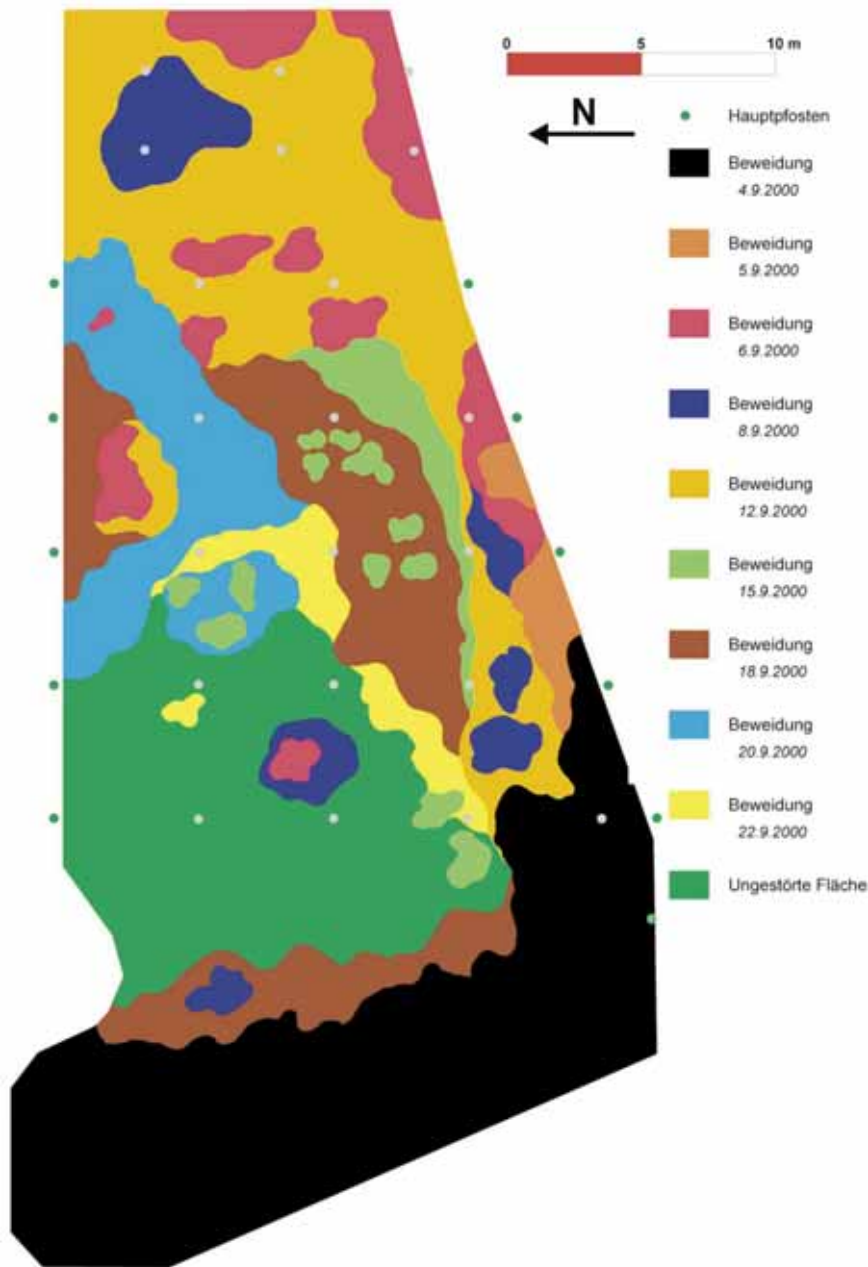 0 5 10 m
N
Hauptpfosten
Beweidung
4.9.2000
Beweidung
5.9.2000
Beweidung
6.9.2000
Beweidung
8.9.2000
Beweidung
12.9.2000
Beweidung
15.9.2000
Beweidung
18.9.2000
Beweidung
20.9.2000
Beweidung
22.9.2000
Ungestörte Fläche